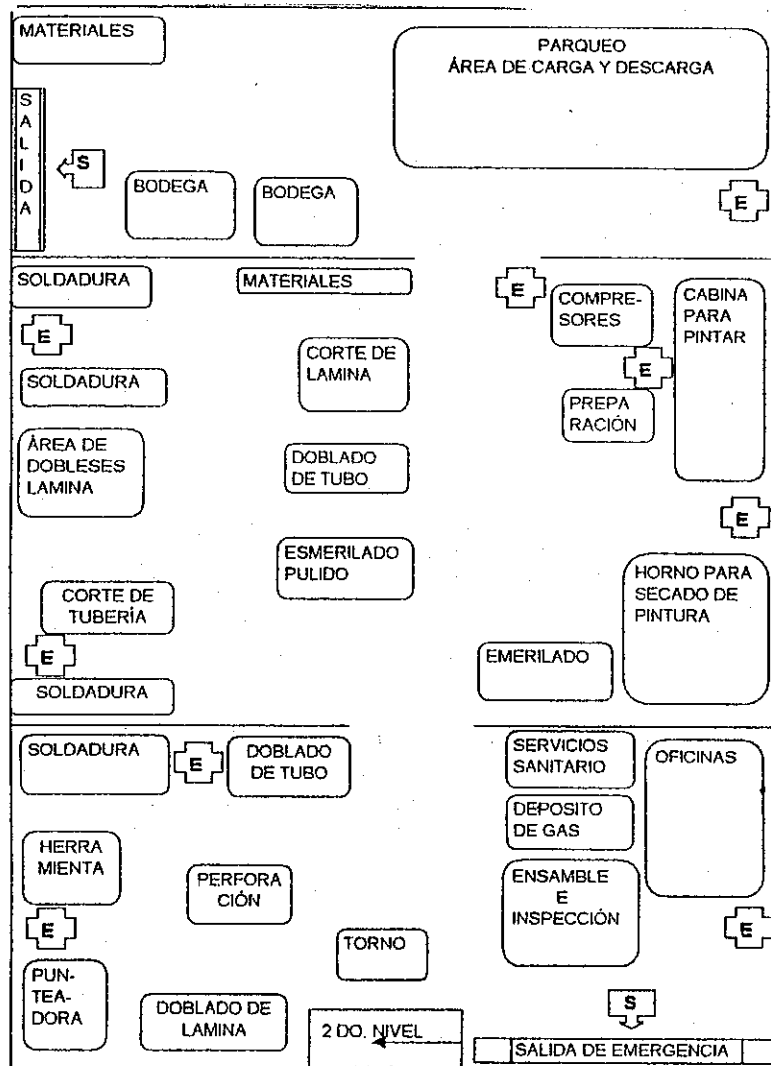 MATERIALES
PARQUEO
ÁREA DE CARGA Y DESCARGA
S
A
L
I
D
A
S
BODEGA
BODEGA
E
SOLDADURA
MATERIALES
E
COMPRE-
SORES
CABINA
PARA
PINTAR
E
CORTE DE
LAMINA
E
SOLDADURA
PREPA
RACIÓN
ÁREA DE
DOBLESES
LAMINA
DOBLADO
DE TUBO
E
ESMERILADO
PULIDO
HORNO PARA
SECADO DE
PINTURA
CORTE DE
TUBERÍA
E
EMERILADO
SOLDADURA
SOLDADURA
E
DOBLADO
DE TUBO
SERVICIOS
SANITARIO
OFICINAS
DEPOSITO
DE GAS
HERRA
MIENTA
PERFORA
CIÓN
ENSAMBLE
E
INSPECCIÓN
E
E
TORNO
PUN-
TEA-
DORA
DOBLADO DE
LAMINA
S
2 DO. NIVEL
SALIDA DE EMERGENCIA